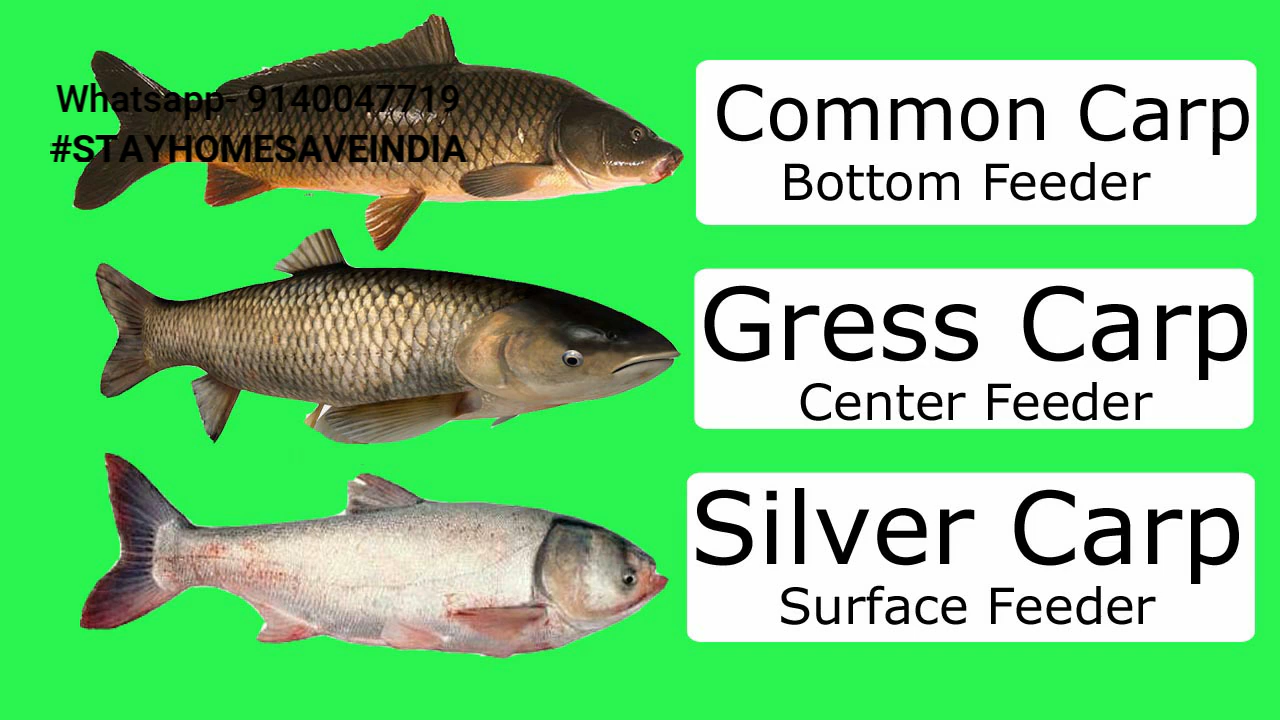 Whatsapp- 9140047719
#STAYHOMESAVEINDIA
Common Carp
Bottom Feeder
Gress Carp
Center Feeder
Silver Carp
Surface Feeder